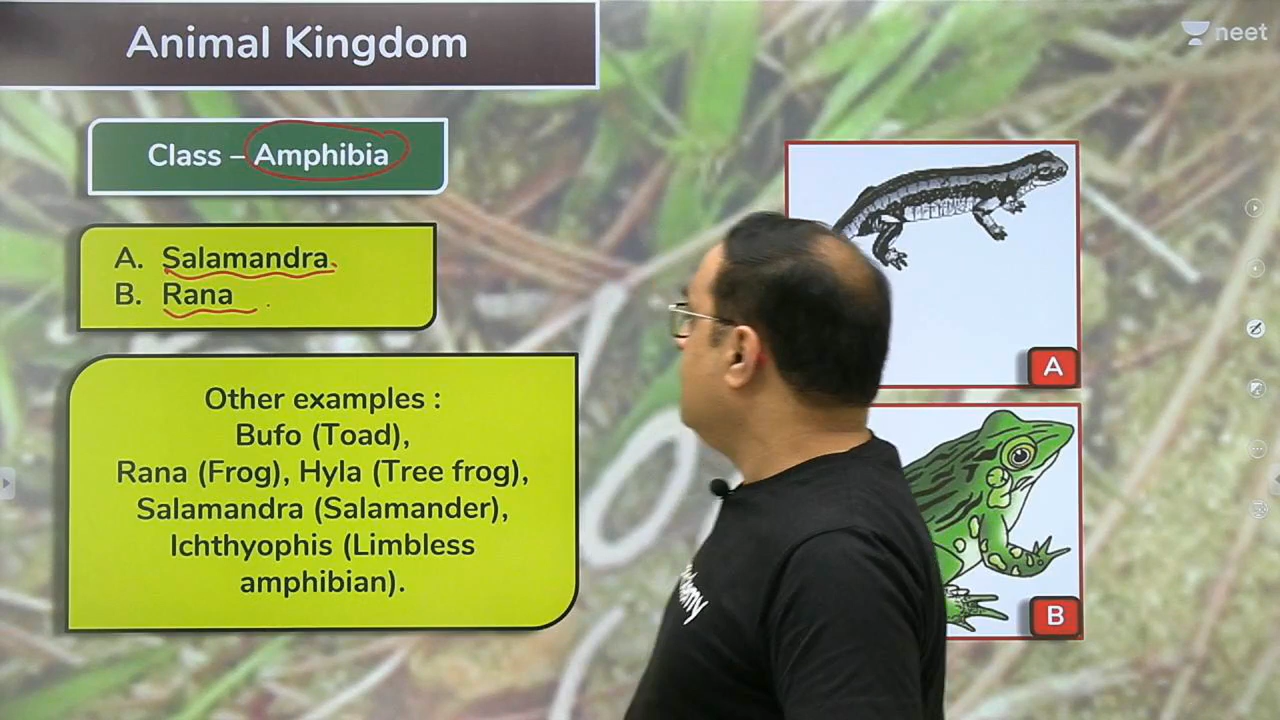 Animal Kingdom
neet
Class – Amphibia
A. Salamandra
B. Rana
Other examples :
Bufo (Toad),
Rana (Frog), Hyla (Tree frog),
Salamandra (Salamander),
Ichthyophis (Limbless
amphibian).
A
B